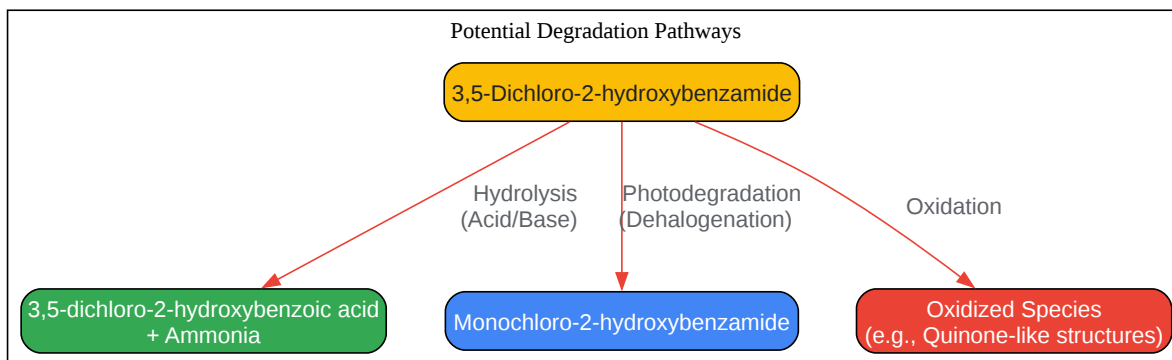 Potential Degradation Pathways
3,5-Dichloro-2-hydroxybenzamide
Hydrolysis
(Acid/Base)
Photodegradation
(Dehalogenation)
Oxidation
3,5-dichloro-2-hydroxybenzoic acid
+ Ammonia
Monochloro-2-hydroxybenzamide
Oxidized Species
(e.g., Quinone-like structures)